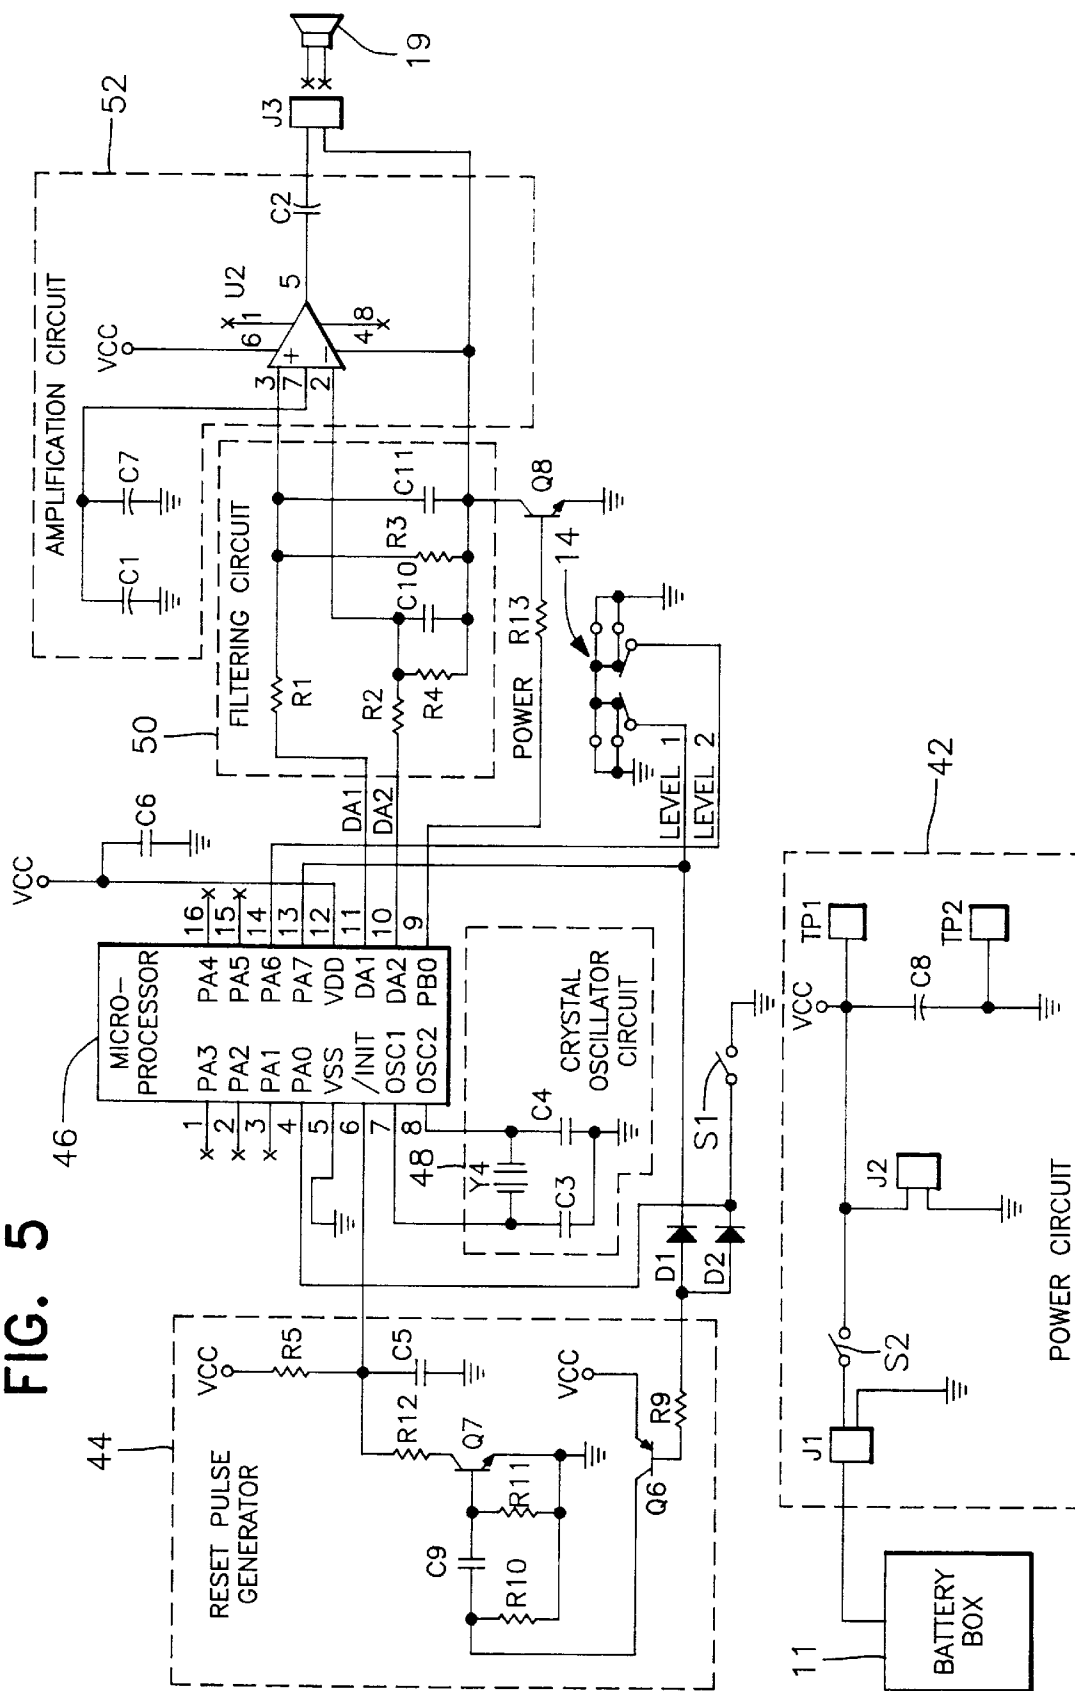 FIG. 5
44
RESET PULSE
GENERATOR
VCC
R5
C5
R12
Q7
C9
R11
R10
VCC
Q6
R9
46
MICRO-
PROCESSOR
PA3
PA2
PA1
PA0
VSS
/INIT
OSC1
OSC2
1
2
3
4
5
6
7
8
PA4
PA5
PA6
PA7
VDD
DA1
DA2
PB0
16
15
14
13
12
11
10
9
VCC
C6
48
Y4
C3
C4
CRYSTAL
OSCILLATOR
CIRCUIT
D1
D2
S1
DA1
DA2
50
FILTERING CIRCUIT
R1
R2
R4
C10
R3
C11
POWER
R13
Q8
14
LEVEL 1
LEVEL 2
52
AMPLIFICATION CIRCUIT
C1
C7
VCC
6
1
U2
3
7
2
+
−
4
8
5
C2
J3
19
11
BATTERY
BOX
J1
S2
J2
VCC
TP1
C8
TP2
42
POWER CIRCUIT